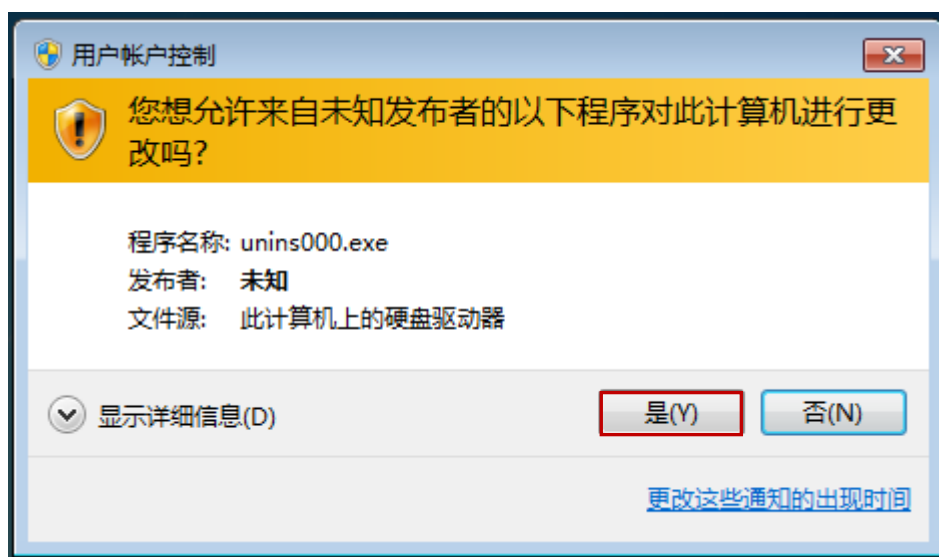 用户帐户控制
您想允许来自未知发布者的以下程序对此计算机进行更
改吗?
程序名称: unins000.exe
发布者: 未知
文件源: 此计算机上的硬盘驱动器
显示详细信息(D)
是(Y)
否(N)
更改这些通知的出现时间